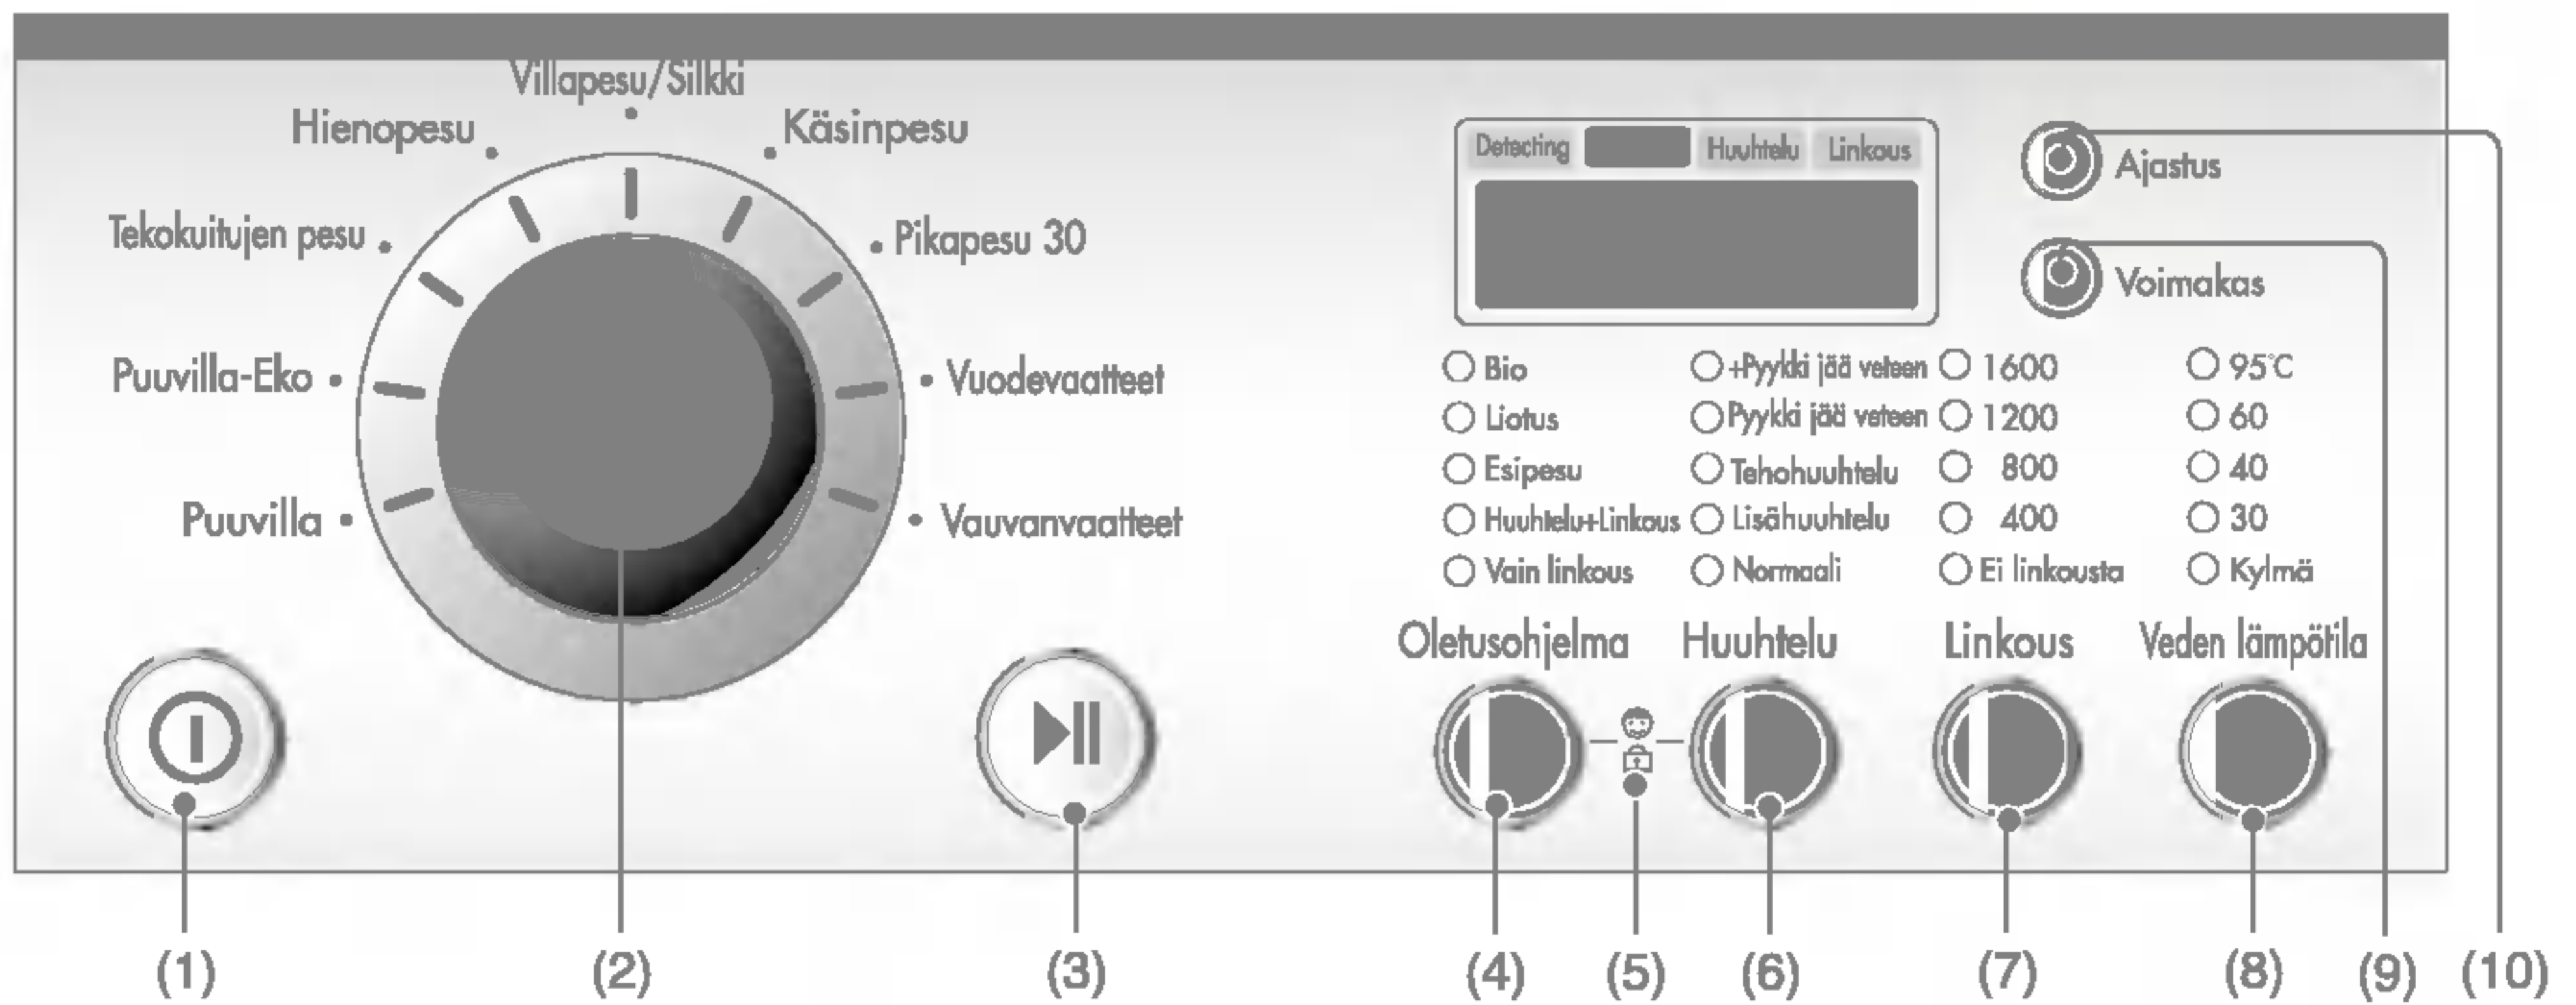 Villapesu/Silkki
Hienopesu
Käsinpesu
Tekokuitujen pesu
Pikapesu 30
Puuvilla-Eko
Vuodevaatteet
Puuvilla
Vauvanvaatteet
Detecting Huuhtelu Linkous
Ajastus
Voimakas
Bio +Pyykki jää veteen 1600 95°C
Liotus Pyykki jää veteen 1200 60
Esipesu Tehohuuhtelu 800 40
Huuhtelu+Linkous Lisähuuhtelu 400 30
Vain linkous Normaali Ei linkousta Kylmä
Oletusohjelma Huuhtelu Linkous Veden lämpötila
(1) (2) (3) (4) (5) (6) (7) (8) (9) (10)